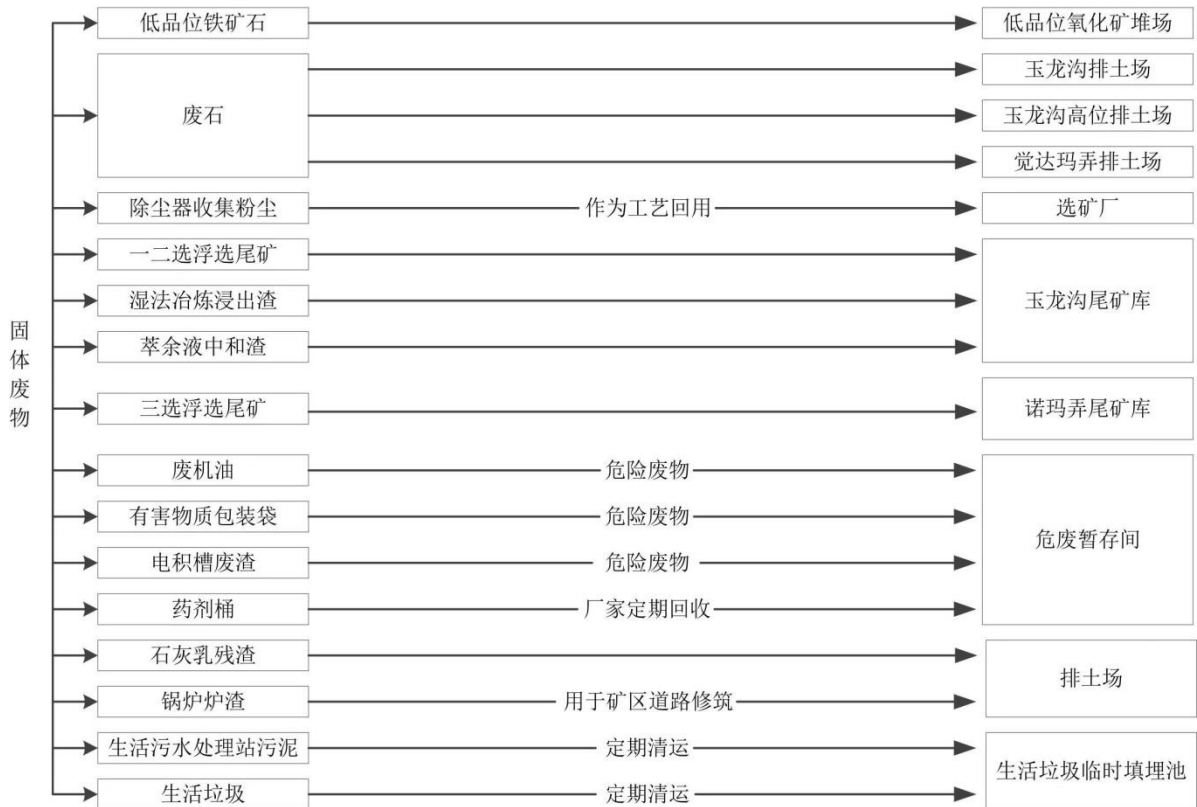 固体废物
低品位铁矿石
低品位氧化矿堆场
废石
玉龙沟排土场
玉龙沟高位排土场
觉达玛弄排土场
除尘器收集粉尘
作为工艺回用
选矿厂
一二选浮选尾矿
湿法冶炼浸出渣
萃余液中和渣
玉龙沟尾矿库
三选浮选尾矿
诺玛弄尾矿库
废机油
危险废物
有害物质包装袋
危险废物
电积槽废渣
危险废物
药剂桶
厂家定期回收
危废暂存间
石灰乳残渣
锅炉炉渣
用于矿区道路修筑
排土场
生活污水处理站污泥
定期清运
生活垃圾
定期清运
生活垃圾临时填埋池